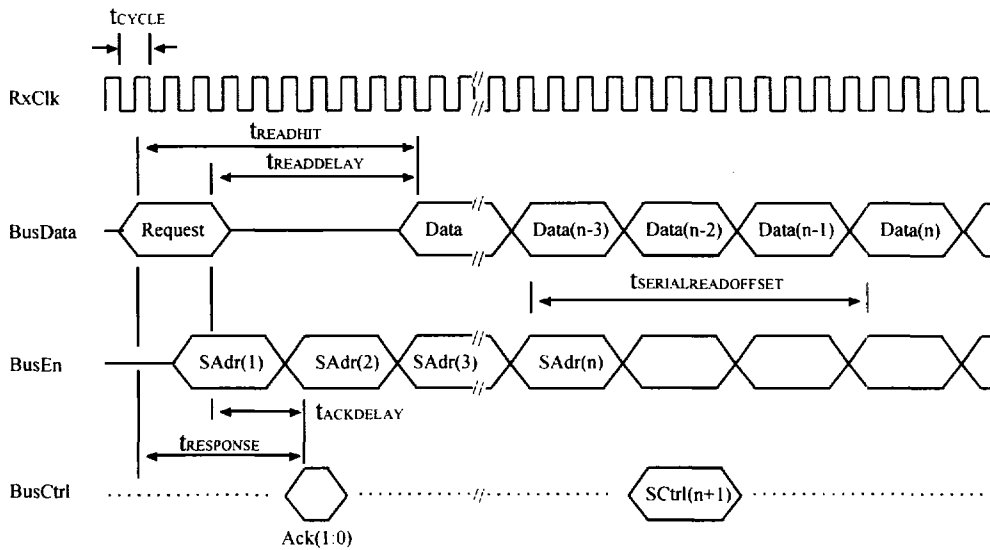 tCYCLE
RxClk
tREADHIT
tREADDELAY
BusData Request Data Data(n-3) Data(n-2) Data(n-1) Data(n)
tSERIALREADOFFSET
BusEn SAdr(1) SAdr(2) SAdr(3) SAdr(n)
tACKDELAY
tRESPONSE
BusCtrl SCtrl(n+1)
Ack(1:0)